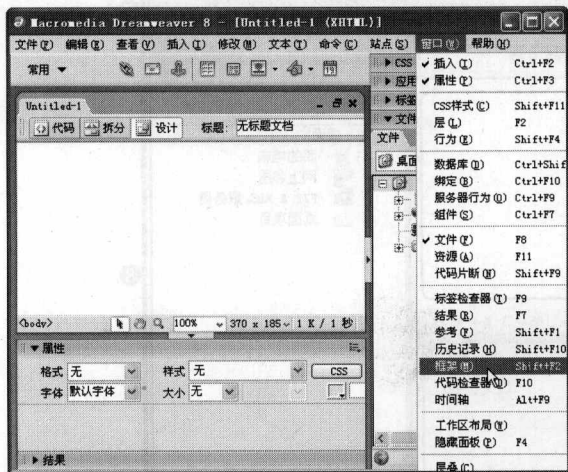 Macromedia Dreamweaver 8 - [Untitled-1 (XHTML)]
文件(F) 编辑(E) 查看(V) 插入(I) 修改(M) 文本(T) 命令(C) 站点(S) 窗口(W) 帮助(H)
常用
CSS
应用
标签
文件
Untitled-1
代码 拆分 设计 标题: 无标题文档
文件
桌面
<body> 100% 370 x 185 1 K / 1 秒
属性
格式 无 样式 无 CSS
字体 默认字体 大小 无
结果
插入(I) Ctrl+F2
属性(P) Ctrl+F3
CSS样式(C) Shift+F11
层(L) F2
行为(E) Shift+F4
数据库(D) Ctrl+Shif
绑定(B) Ctrl+F10
服务器行为(O) Ctrl+F9
组件(S) Ctrl+F7
文件(F) F8
资源(A) F11
代码片断(N) Shift+F9
标签检查器(T) F9
结果(R) F7
参考(F) Shift+F1
历史记录(H) Shift+F10
框架(M) Shift+F2
代码检查器(D) F10
时间轴 Alt+F9
工作区布局(W)
隐藏面板(P) F4
层叠(C)